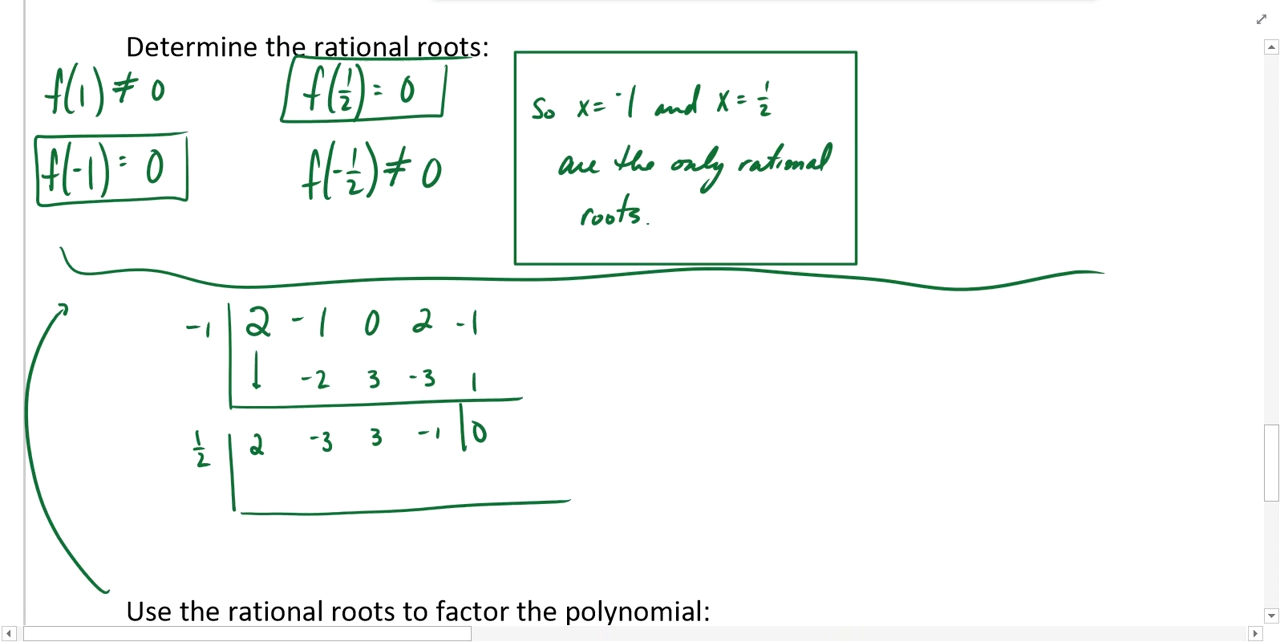 Determine the rational roots:
f(1) ≠ 0
f(-1) = 0
f(1/2) = 0
f(-1/2) ≠ 0
So x = -1 and x = 1/2
are the only rational
roots.
-1 | 2 -1 0 2 -1
↓ -2 3 -3 1
1/2 | 2 -3 3 -1 | 0
Use the rational roots to factor the polynomial: